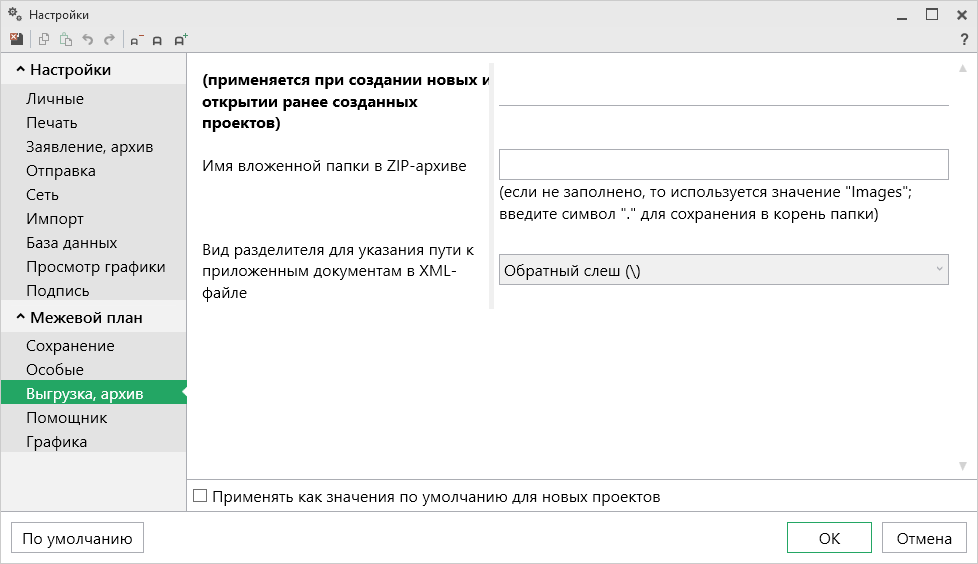 Настройки
?
Настройки
Личные
Печать
Заявление, архив
Отправка
Сеть
Импорт
База данных
Просмотр графики
Подпись
Межевой план
Сохранение
Особые
Выгрузка, архив
Помощник
Графика
(применяется при создании новых и
открытии ранее созданных
проектов)
Имя вложенной папки в ZIP-архиве
(если не заполнено, то используется значение "Images";
введите символ "." для сохранения в корень папки)
Вид разделителя для указания пути к
приложенным документам в XML-
файле
Обратный слеш (\)
Применять как значения по умолчанию для новых проектов
По умолчанию
ОК
Отмена